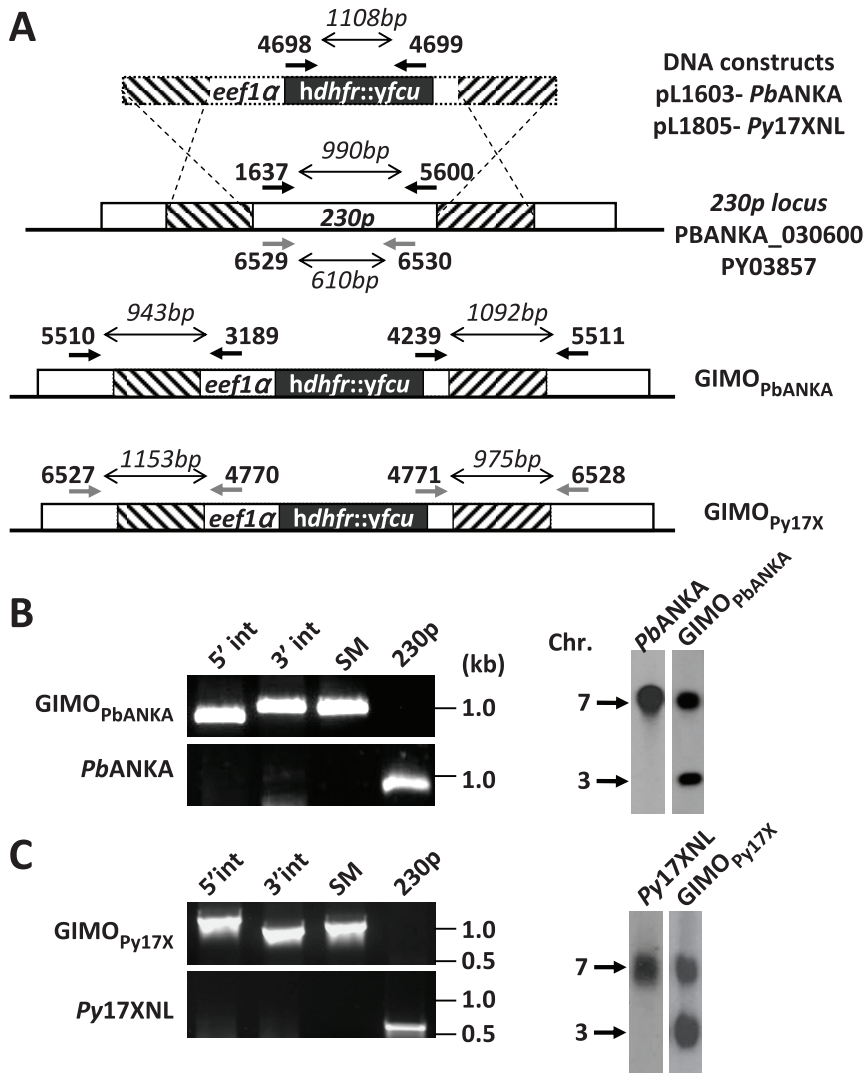 A
1108bp
4698 4699
eef1α hdhfr::yfcu
DNA constructs
pL1603- PbANKA
pL1805- Py17XNL
990bp
1637 5600
230p
6529 6530
610bp
230p locus
PBANKA_030600
PY03857
943bp 1092bp
5510 3189 4239 5511
eef1α hdhfr::yfcu
GIMOPbANKA
1153bp 975bp
6527 4770 4771 6528
eef1α hdhfr::yfcu
GIMOPy17X
B
5' int 3' int SM 230p
(kb)
GIMOPbANKA
1.0
PbANKA
1.0
Chr.
PbANKA GIMOPbANKA
7
3
C
5'int 3'int SM 230p
GIMOPy17X
1.0
0.5
Py17XNL
1.0
0.5
Py17XNL GIMOPy17X
7
3